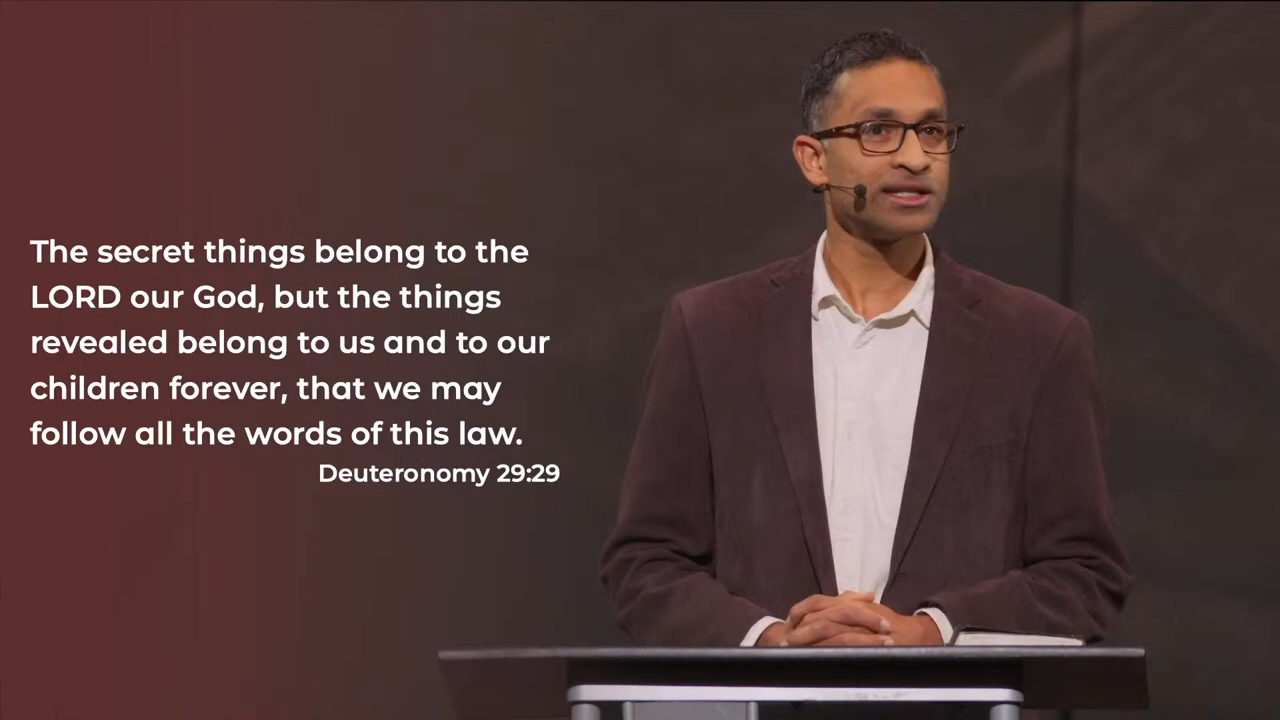 The secret things belong to the
LORD our God, but the things
revealed belong to us and to our
children forever, that we may
follow all the words of this law.
Deuteronomy 29:29